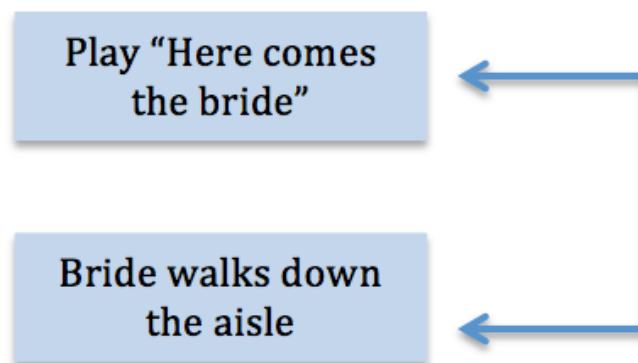 Play “Here comes
the bride”
Bride walks down
the aisle